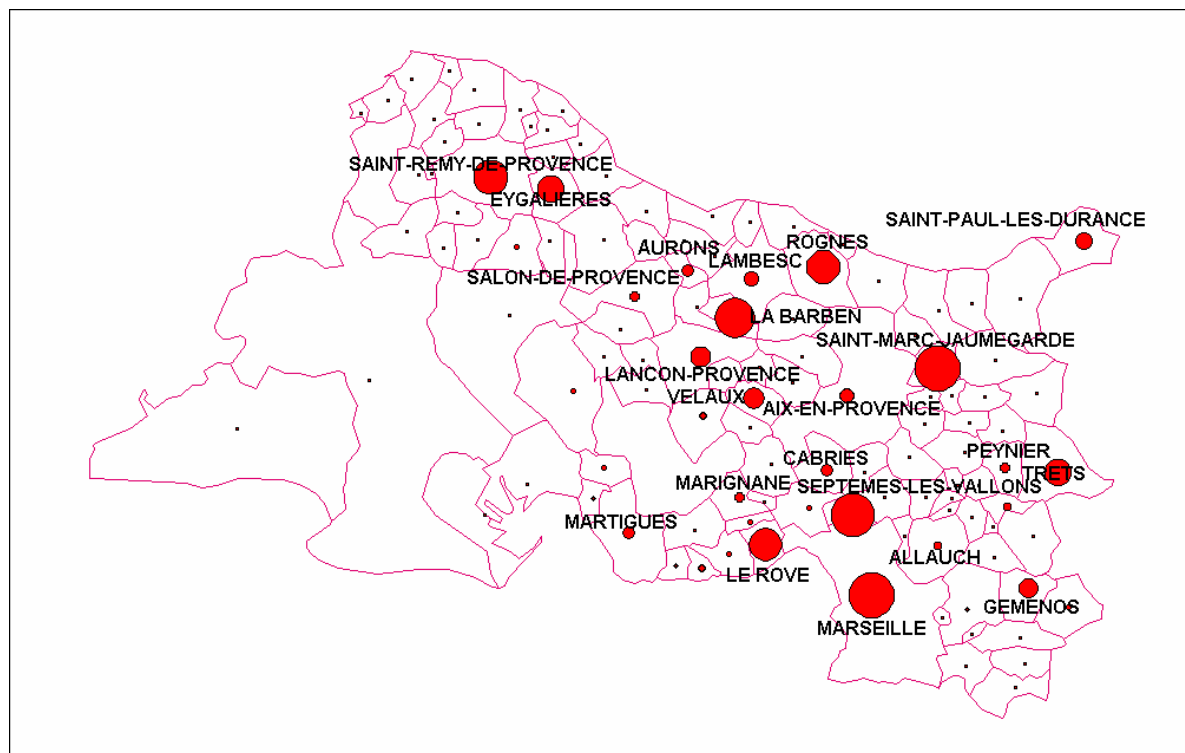 SAINT-REMY-DE-PROVENCE
EYGALIERES
SAINT-PAUL-LES-DURANCE
AURONS
ROGNES
LAMBESC
SALON-DE-PROVENCE
LA BARBEN
SAINT-MARC-JAUMEGARDE
LANCON-PROVENCE
VELAUX
AIX-EN-PROVENCE
CABRIES
PEYNIER
TRETS
MARIGNANE
SEPTEMES-LES-VALLONS
MARTIGUES
ALLAUCH
LE ROVE
GEMENOS
MARSEILLE